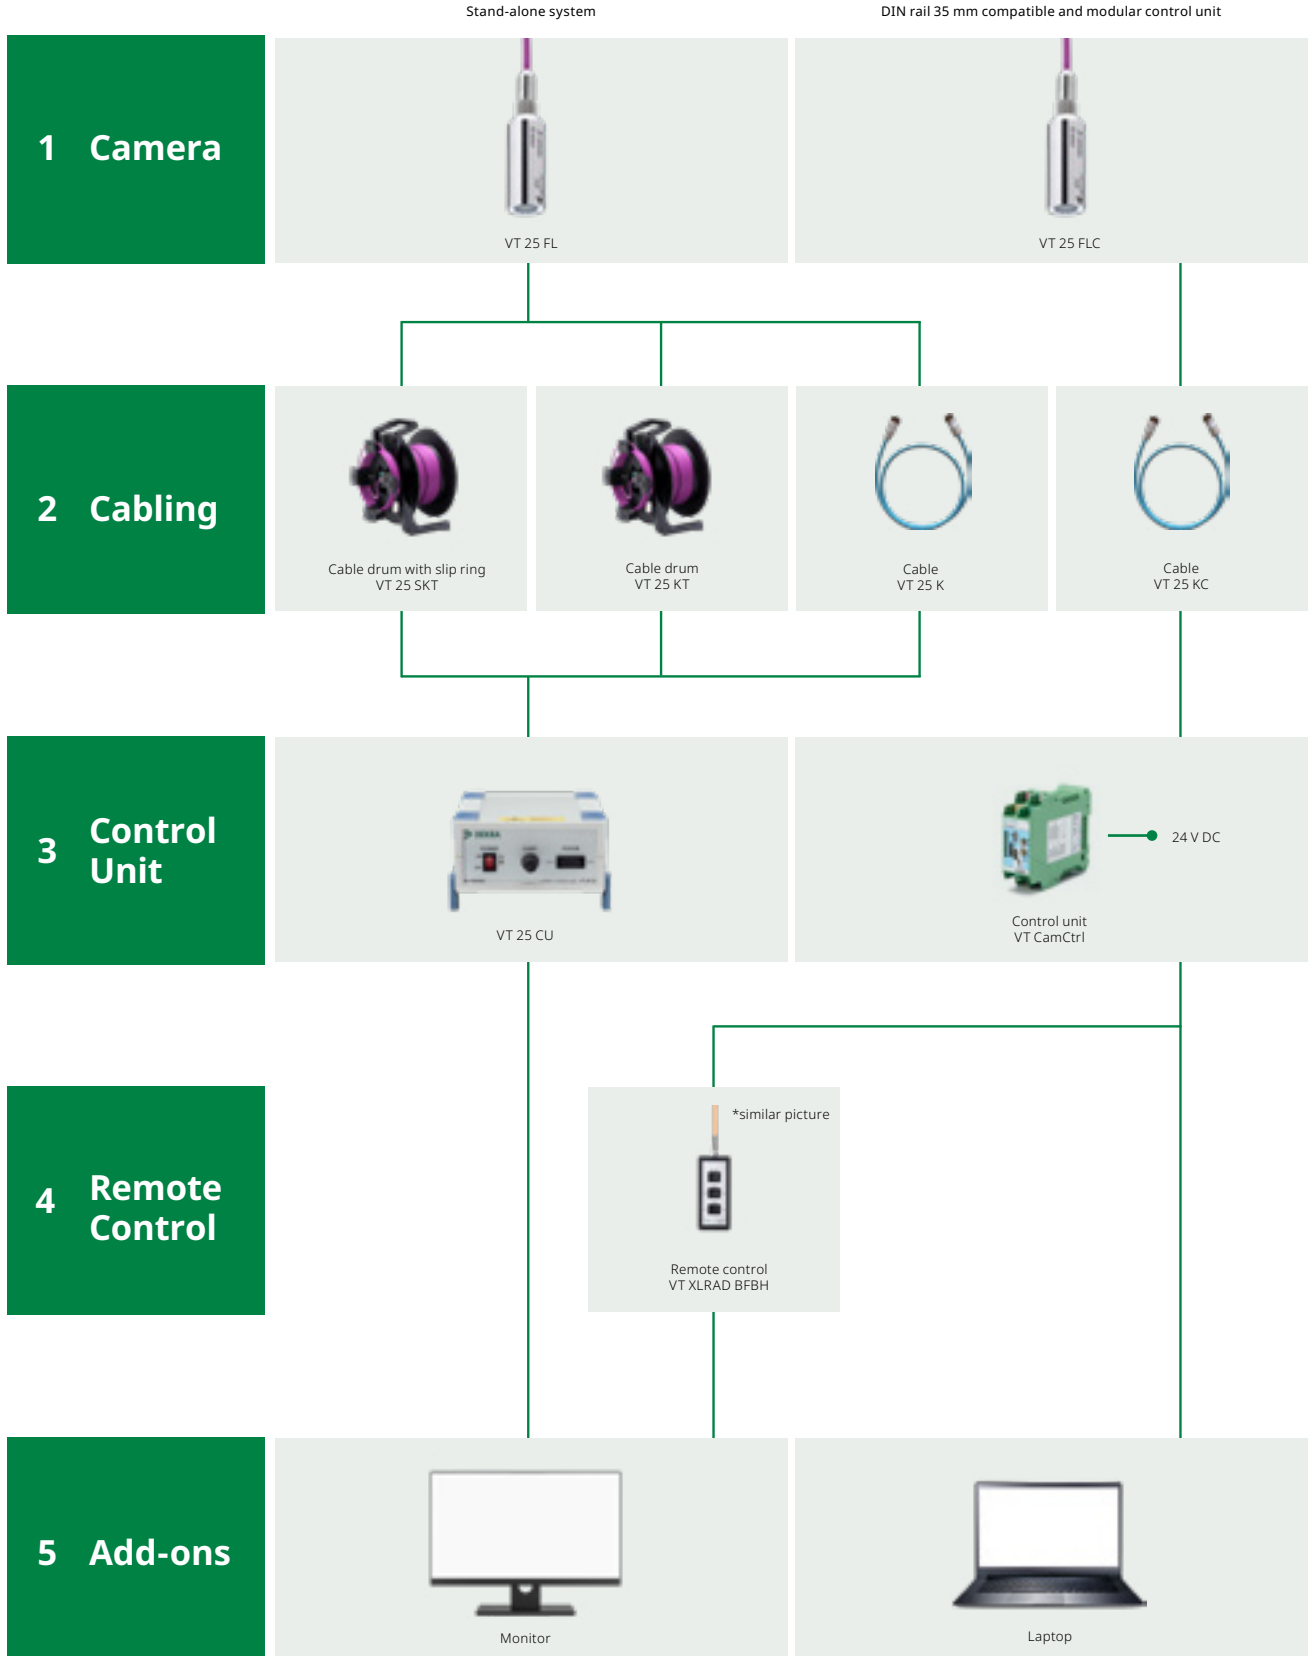 Stand-alone system
DIN rail 35 mm compatible and modular control unit
1 Camera
VT 25 FL
VT 25 FLC
2 Cabling
Cable drum with slip ring
VT 25 SKT
Cable drum
VT 25 KT
Cable
VT 25 K
Cable
VT 25 KC
3 Control
Unit
DEKRA
POWER
VT 25 CU
24 V DC
Control unit
VT CamCtrl
4 Remote
Control
*similar picture
Remote control
VT XLRAD BFBH
5 Add-ons
Monitor
Laptop